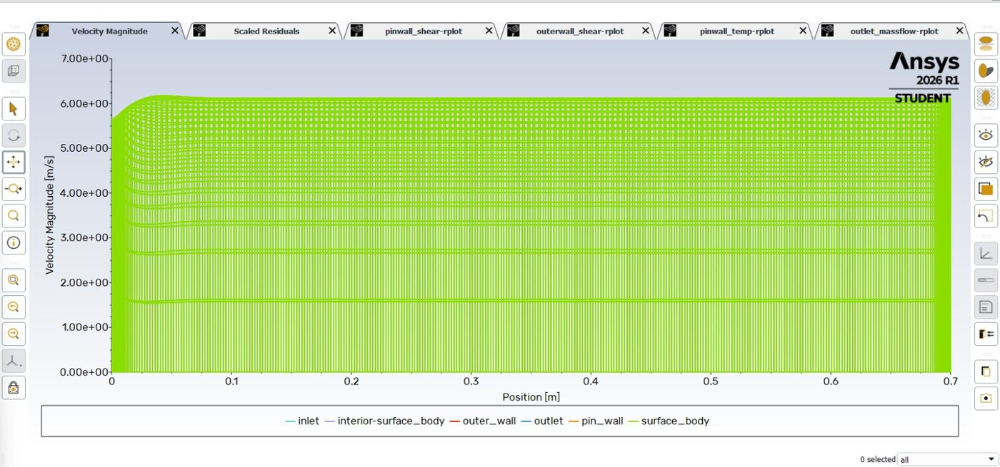 Velocity Magnitude
Scaled Residuals
pinwall_shear-rplot
outerwall_shear-rplot
pinwall_temp-rplot
outlet_massflow-rplot
Ansys
2026 R1
STUDENT
7.00e+00
6.00e+00
5.00e+00
4.00e+00
3.00e+00
2.00e+00
1.00e+00
0.00e+00
Velocity Magnitude [m/s]
0 0.1 0.2 0.3 0.4 0.5 0.6 0.7
Position [m]
inlet interior-surface_body outer_wall outlet pin_wall surface_body
0 selected all